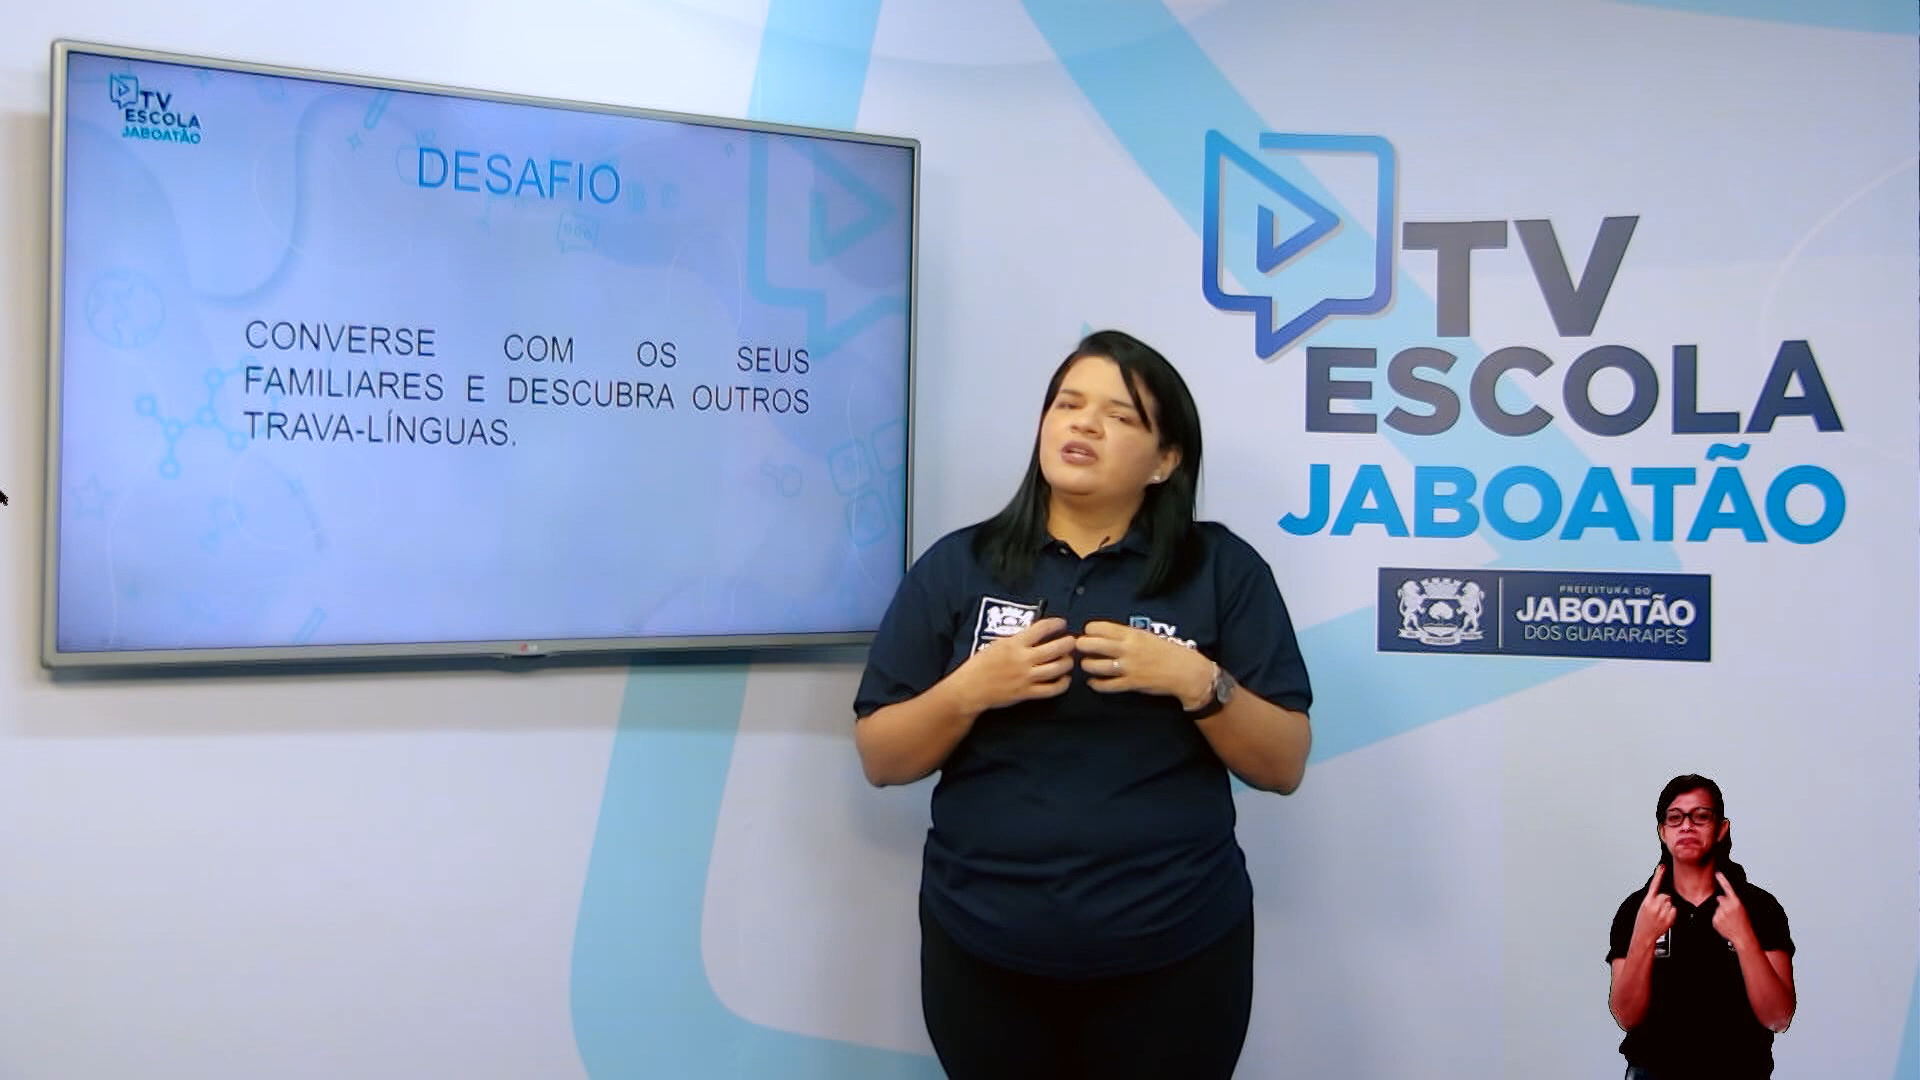 TV
ESCOLA
JABOATÃO
DESAFIO
CONVERSE COM OS SEUS
FAMILIARES E DESCUBRA OUTROS
TRAVA-LÍNGUAS.
TV
ESCOLA
JABOATÃO
PREFEITURA DO
JABOATÃO
DOS GUARARAPES
TV
LG